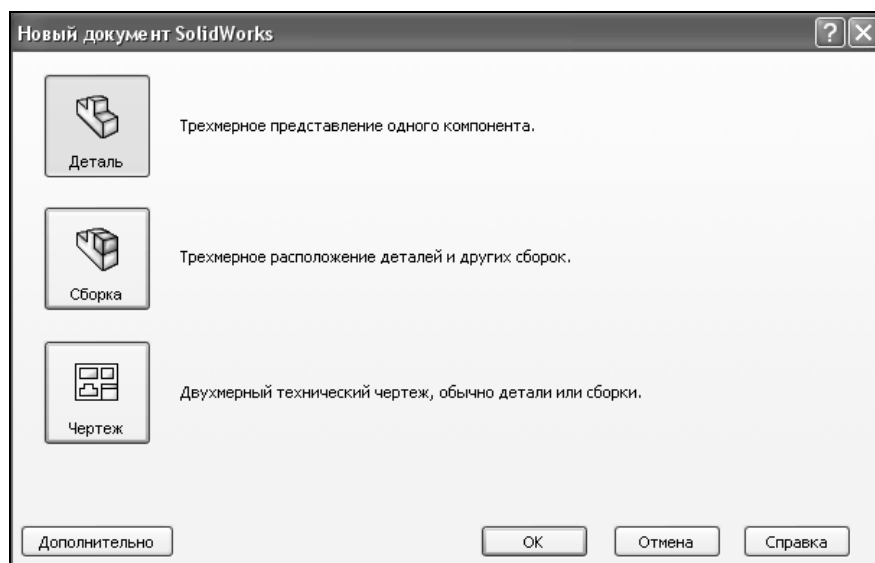 Новый документ SolidWorks
Деталь
Трехмерное представление одного компонента.
Сборка
Трехмерное расположение деталей и других сборок.
Чертеж
Двухмерный технический чертеж, обычно детали или сборки.
Дополнительно
ОК
Отмена
Справка